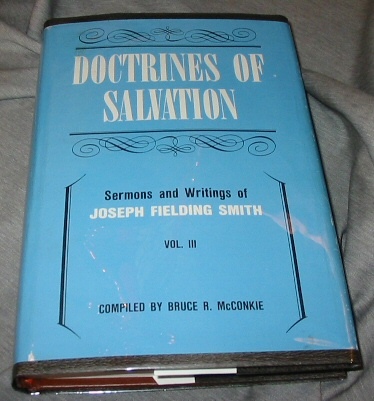 DOCTRINES OF
SALVATION
Sermons and Writings of
JOSEPH FIELDING SMITH
VOL. III
COMPILED BY BRUCE R. McCONKIE